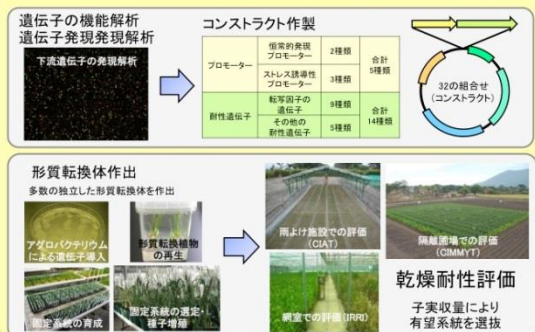 遺伝子の機能解析
遺伝子発現発現解析
下流遺伝子の発現解析
コンストラクト作製
プロモーター
恒常的発現
プロモーター
2種類
合計
5種類
ストレス誘導性
プロモーター
3種類
耐性遺伝子
転写因子の
遺伝子
9種類
合計
14種類
その他の
耐性遺伝子
5種類
32の組合せ
(コンストラクト)
形質転換体作出
多数の独立した形質転換体を作出
アグロバクテリウム
による遺伝子導入
形質転換植物
の再生
固定系統の育成
固定系統の選定・
種子増殖
雨よけ施設での評価
(CIAT)
隔離圃場での評価
(CIMMYT)
網室での評価(IRRI)
乾燥耐性評価
子実収量により
有望系統を選抜